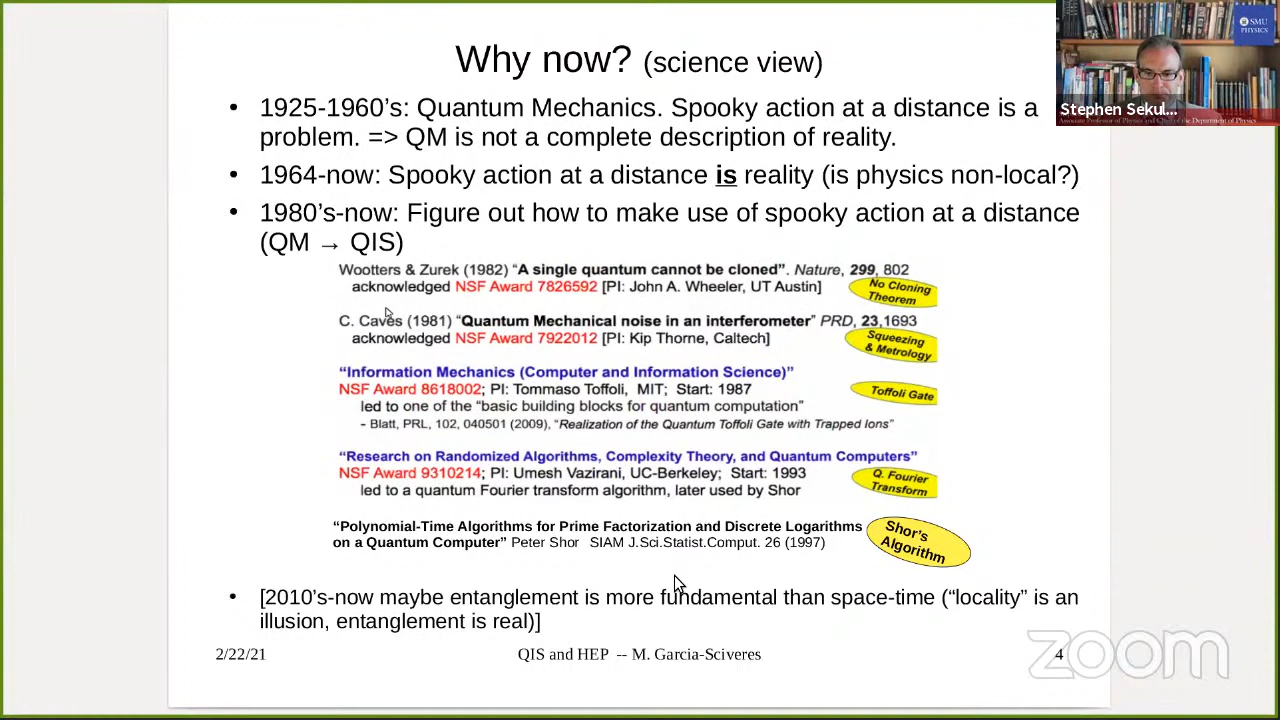 Why now? (science view)
• 1925-1960's: Quantum Mechanics. Spooky action at a distance is a
problem. => QM is not a complete description of reality.
• 1964-now: Spooky action at a distance is reality (is physics non-local?)
• 1980's-now: Figure out how to make use of spooky action at a distance
(QM → QIS)
Wootters & Zurek (1982) “A single quantum cannot be cloned”. Nature, 299, 802
acknowledged NSF Award 7826592 [PI: John A. Wheeler, UT Austin]
No Cloning
Theorem
C. Caves (1981) “Quantum Mechanical noise in an interferometer” PRD, 23,1693
acknowledged NSF Award 7922012 [PI: Kip Thorne, Caltech]
Squeezing
& Metrology
“Information Mechanics (Computer and Information Science)”
NSF Award 8618002; PI: Tommaso Toffoli, MIT; Start: 1987
Toffoli Gate
led to one of the “basic building blocks for quantum computation”
- Blatt, PRL, 102, 040501 (2009), “Realization of the Quantum Toffoli Gate with Trapped Ions”
“Research on Randomized Algorithms, Complexity Theory, and Quantum Computers”
NSF Award 9310214; PI: Umesh Vazirani, UC-Berkeley; Start: 1993
led to a quantum Fourier transform algorithm, later used by Shor
Q. Fourier
Transform
“Polynomial-Time Algorithms for Prime Factorization and Discrete Logarithms
on a Quantum Computer” Peter Shor SIAM J.Sci.Statist.Comput. 26 (1997)
Shor's
Algorithm
• [2010's-now maybe entanglement is more fundamental than space-time (“locality” is an
illusion, entanglement is real)]
2/22/21
QIS and HEP -- M. Garcia-Sciveres
4
zoom
SMU
PHYSICS
Stephen Sekul...
Associate Professor of Physics and Chair of the Department of Physics